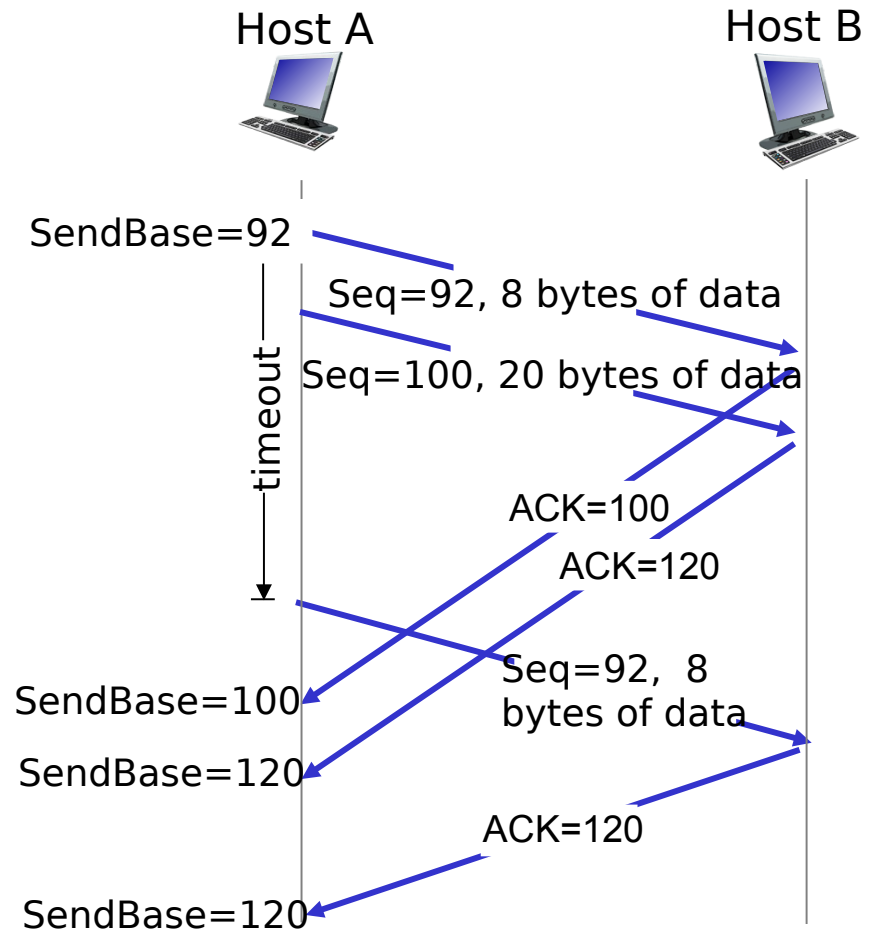 Host A
Host B
SendBase=92
Seq=92, 8 bytes of data
Seq=100, 20 bytes of data
timeout
ACK=100
ACK=120
Seq=92, 8
bytes of data
SendBase=100
SendBase=120
ACK=120
SendBase=120